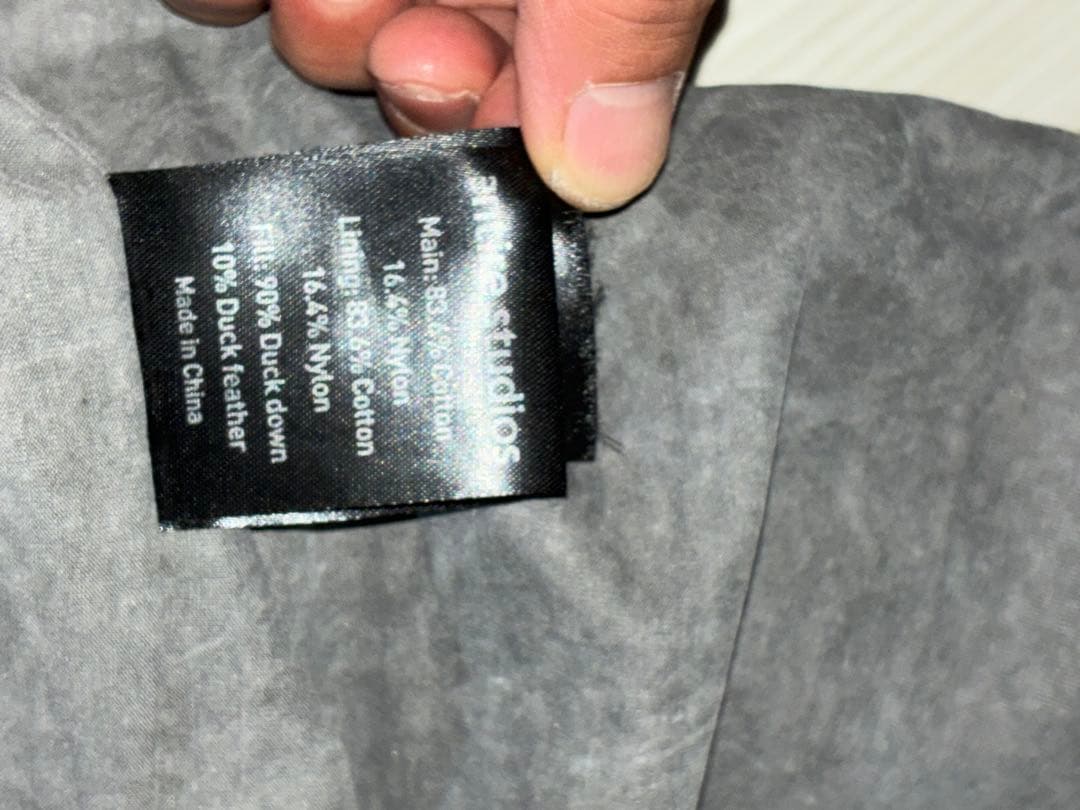 Main: 83.6% Cotton
16.4% Nylon
Lining: 83.6% Cotton
16.4% Nylon
Fill: 90% Duck down
10% Duck feather
Made in China